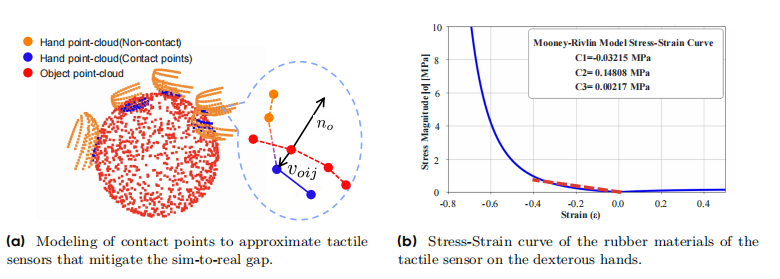 Hand point-cloud(Non-contact)
Hand point-cloud(Contact points)
Object point-cloud
n_o
v_oij
(a) Modeling of contact points to approximate tactile
sensors that mitigate the sim-to-real gap.
10
8
6
4
2
0
-0.8
-0.6
-0.4
-0.2
0.0
0.2
0.4
Stress Magnitude |σ| [MPa]
Strain (ε)
Mooney-Rivlin Model Stress-Strain Curve
C1=-0.03215 MPa
C2= 0.14808 MPa
C3= 0.00217 MPa
(b) Stress-Strain curve of the rubber materials of the
tactile sensor on the dexterous hands.